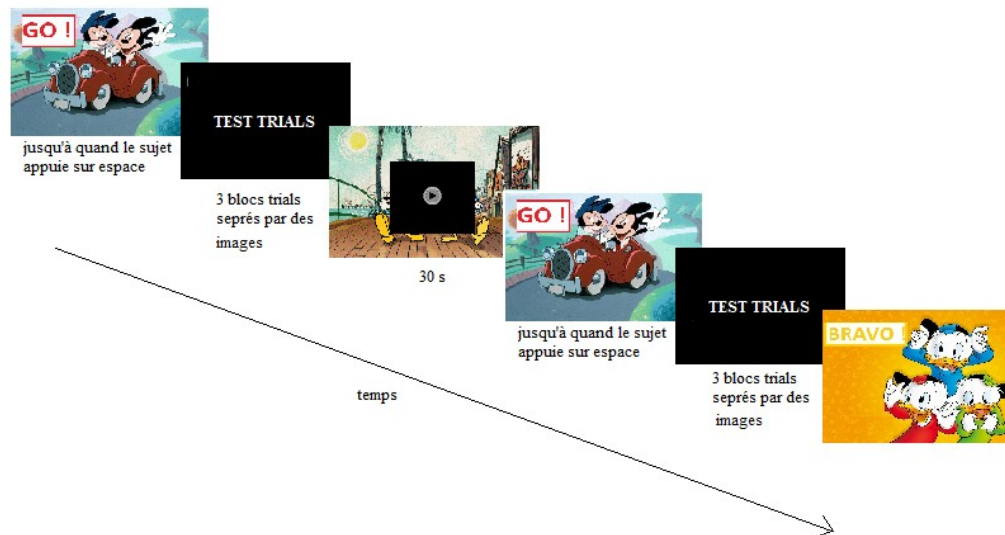 GO !
jusqu'à quand le sujet
appuie sur espace
TEST TRIALS
3 blocs trials
seprés par des
images
30 s
GO !
jusqu'à quand le sujet
appuie sur espace
TEST TRIALS
3 blocs trials
seprés par des
images
BRAVO !
temps